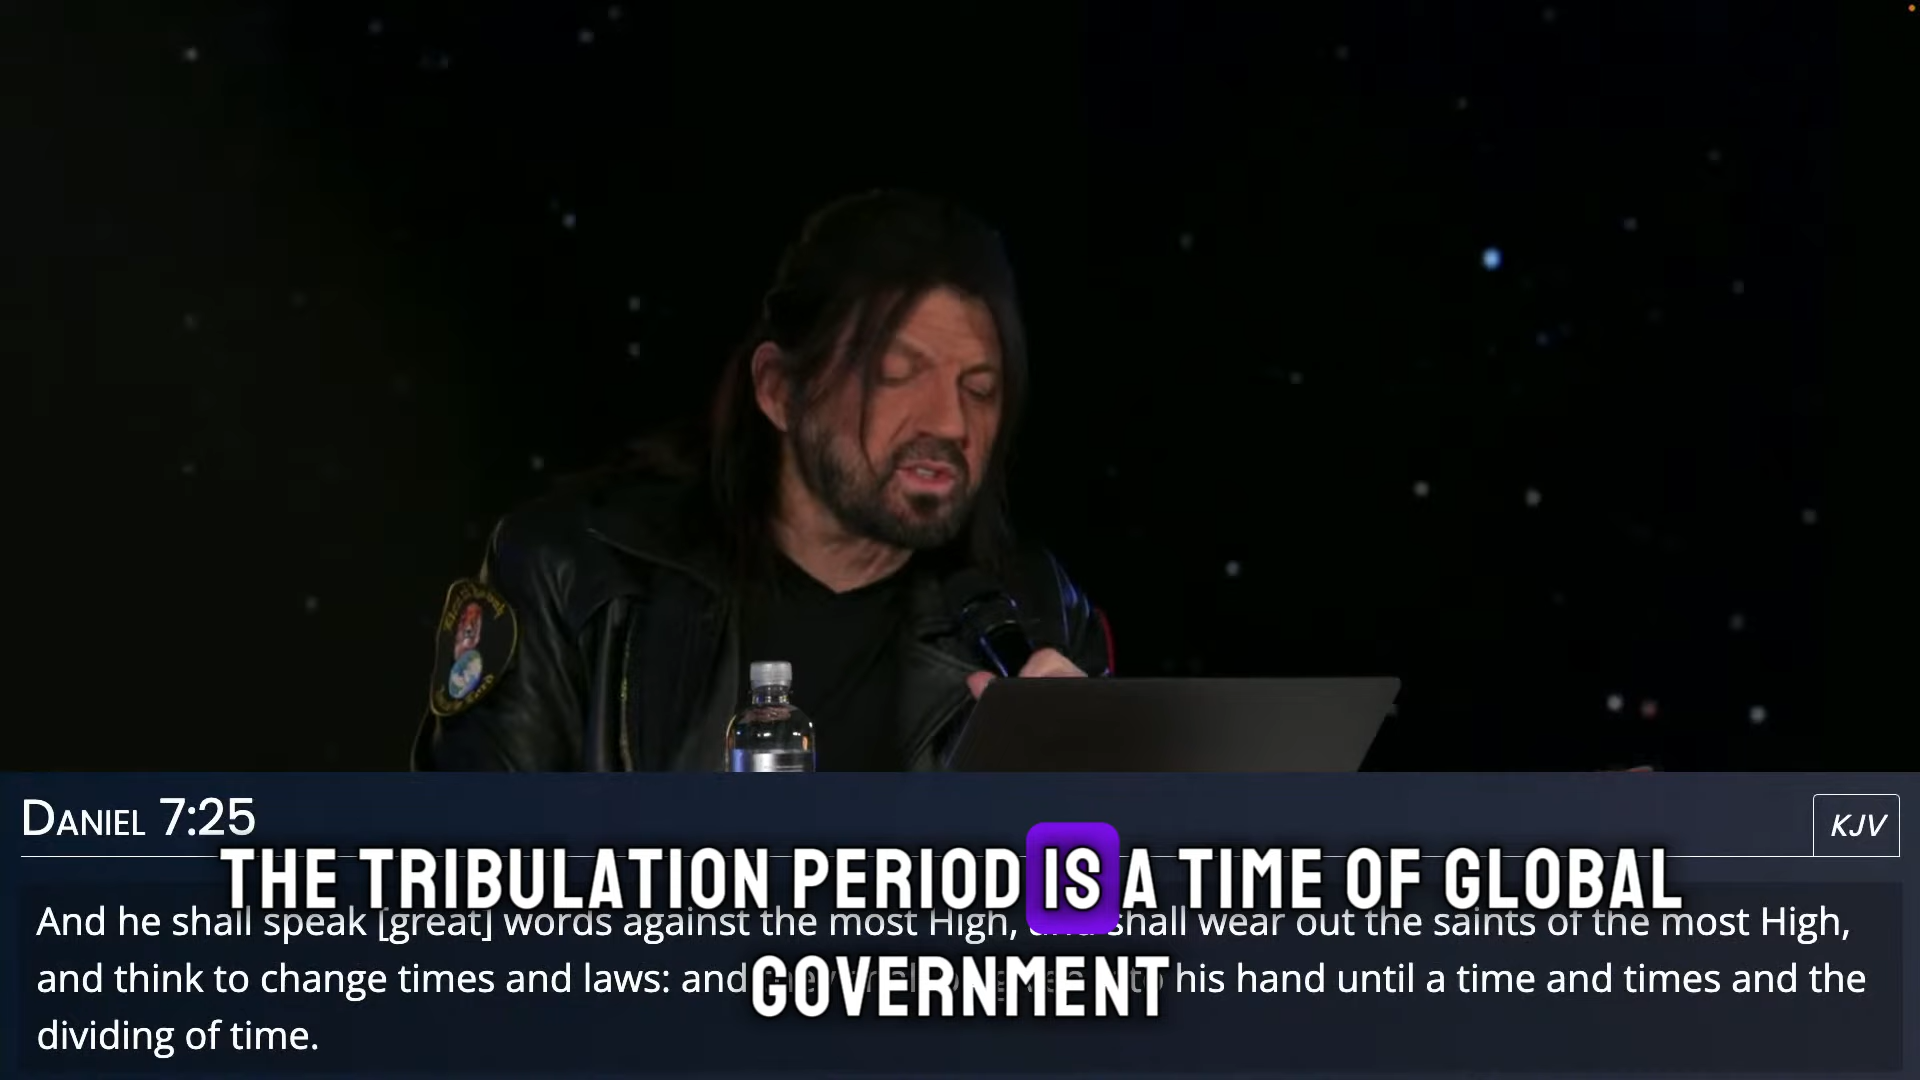 DANIEL 7:25
KJV
THE TRIBULATION PERIOD IS A TIME OF GLOBAL
GOVERNMENT
And he shall speak [great] words against the most High, and shall wear out the saints of the most High,
and think to change times and laws: and his hand until a time and times and the
dividing of time.